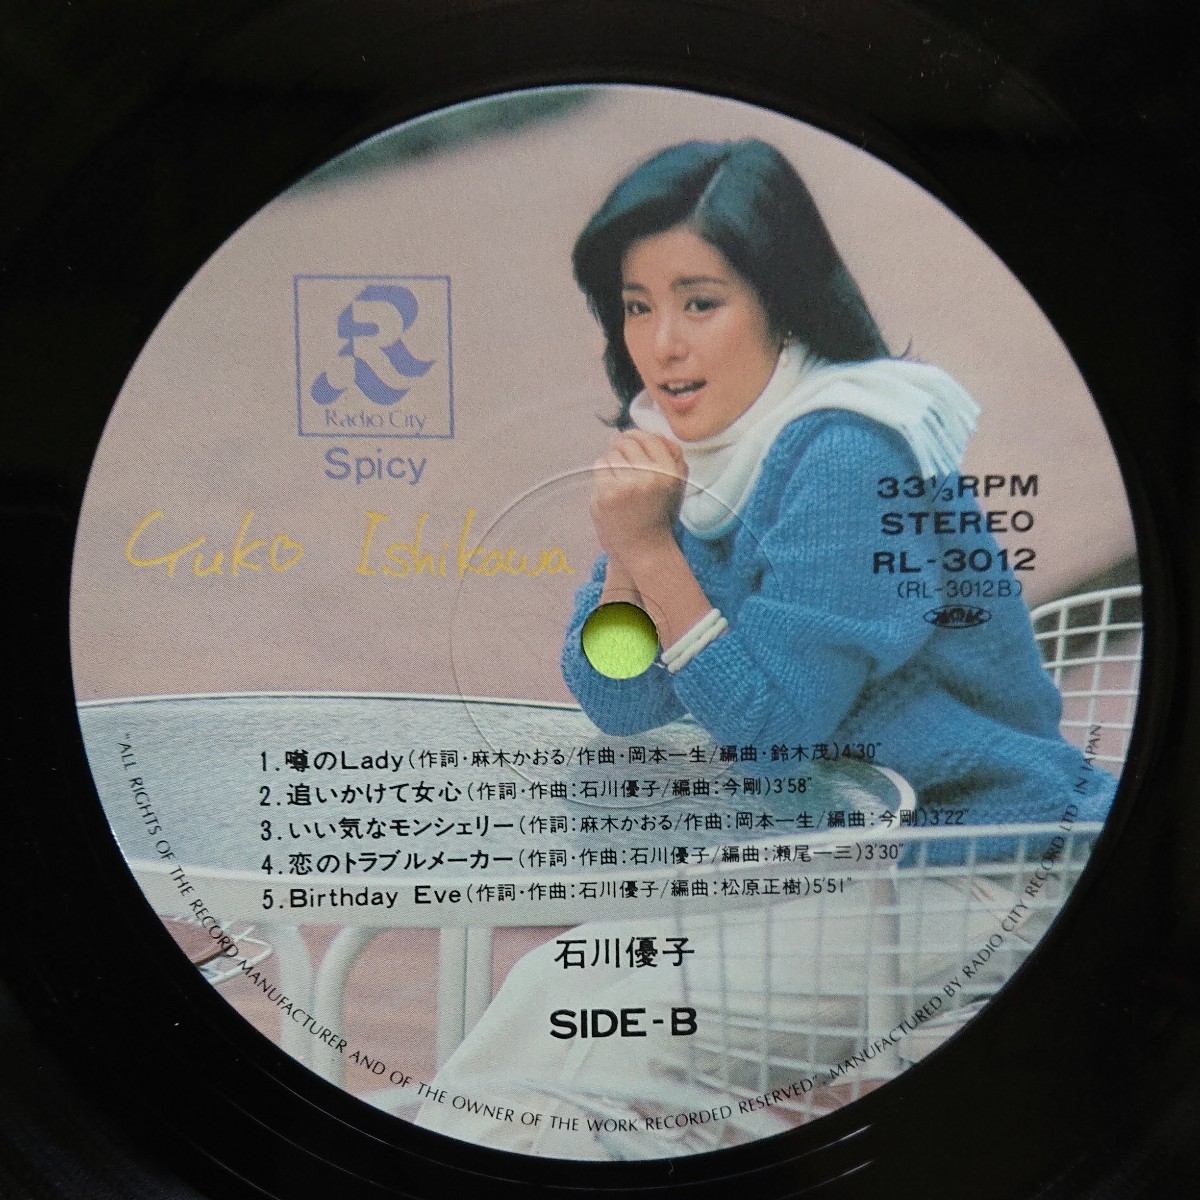 Radio City
Spicy
Yuko Ishikawa
33 1/3 RPM
STEREO
RL-3012
(RL-3012B)
1.噂のLady(作詞・麻木かおる/作曲・岡本一生/編曲・鈴木茂)4'30"
2.追いかけて女心(作詞・作曲:石川優子/編曲:今剛)3'58"
3.いい気なモンシェリー(作詞:麻木かおる/作曲:岡本一生/編曲:今剛)3'22"
4.恋のトラブルメーカー(作詞・作曲:石川優子/編曲:瀬尾一三)3'30"
5.Birthday Eve(作詞・作曲:石川優子/編曲:松原正樹)5'51"
石川優子
SIDE-B
"ALL RIGHTS OF THE RECORD MANUFACTURER AND OF THE OWNER OF THE WORK RECORDED RESERVED", MANUFACTURED BY RADIO CITY RECORD LTD IN JAPAN